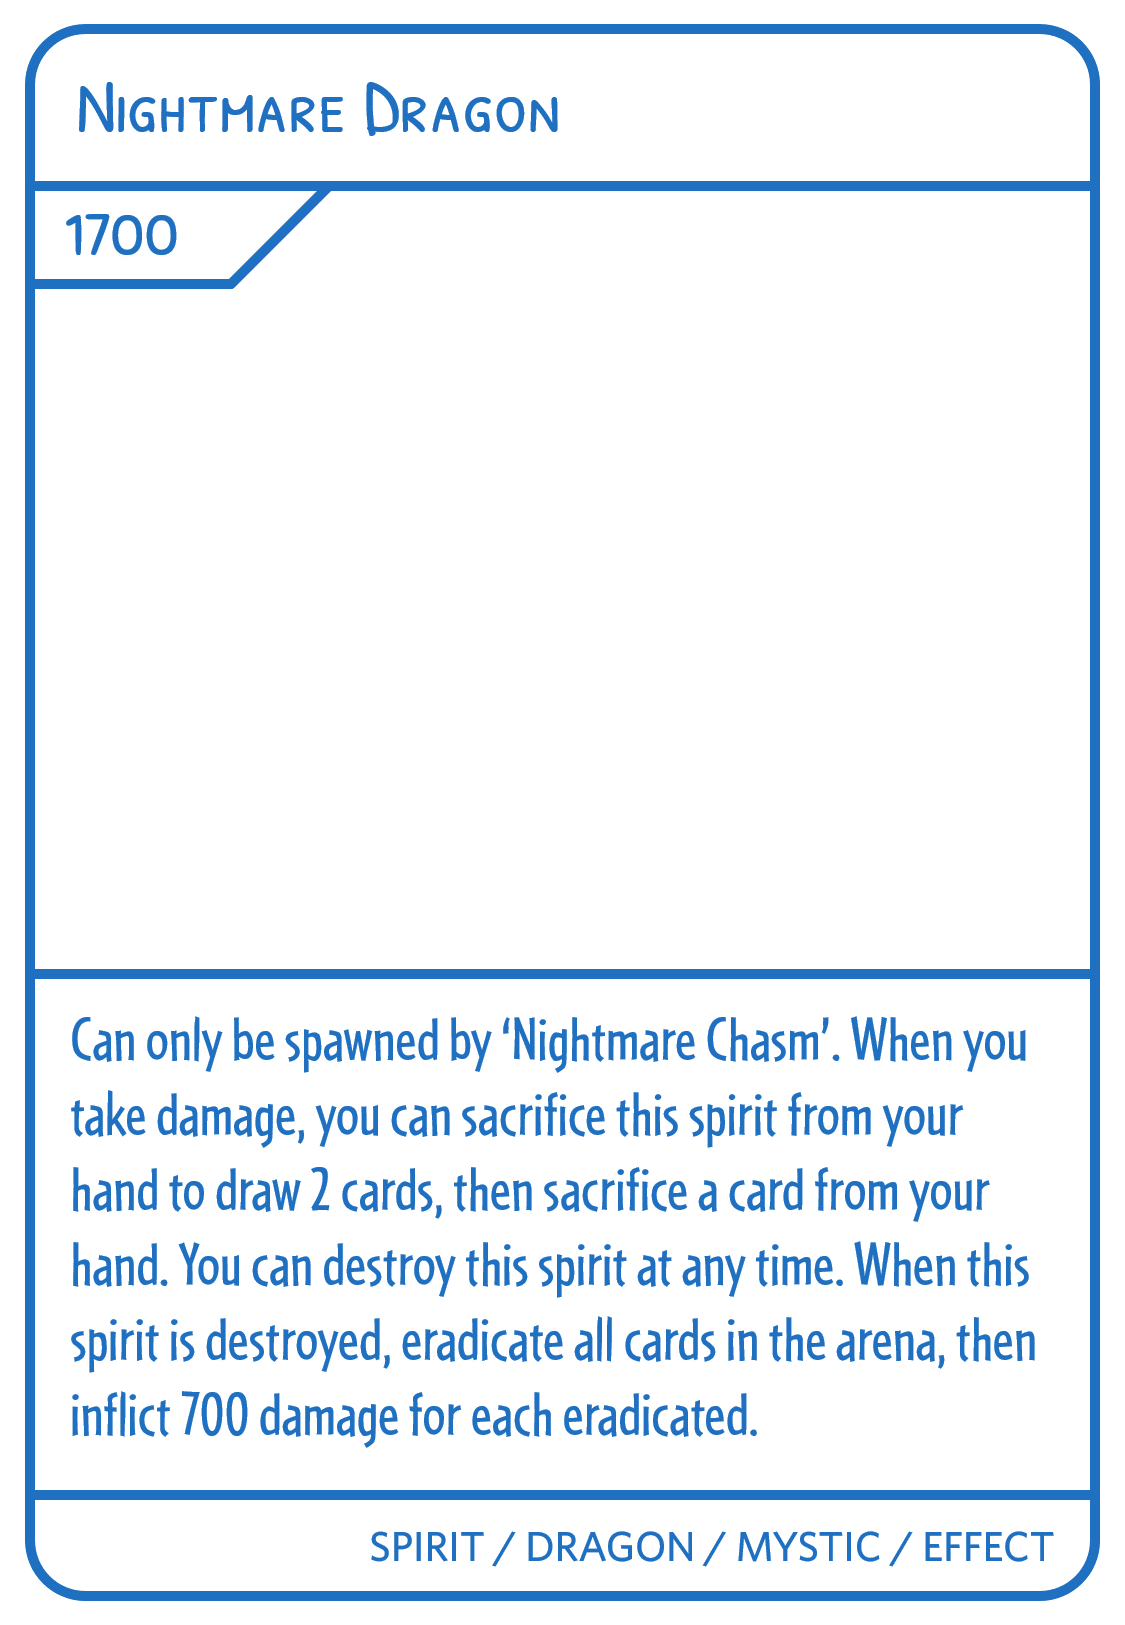 Nightmare Dragon
1700
Can only be spawned by ‘Nightmare Chasm’. When you
take damage, you can sacrifice this spirit from your
hand to draw 2 cards, then sacrifice a card from your
hand. You can destroy this spirit at any time. When this
spirit is destroyed, eradicate all cards in the arena, then
inflict 700 damage for each eradicated.
SPIRIT / DRAGON / MYSTIC / EFFECT